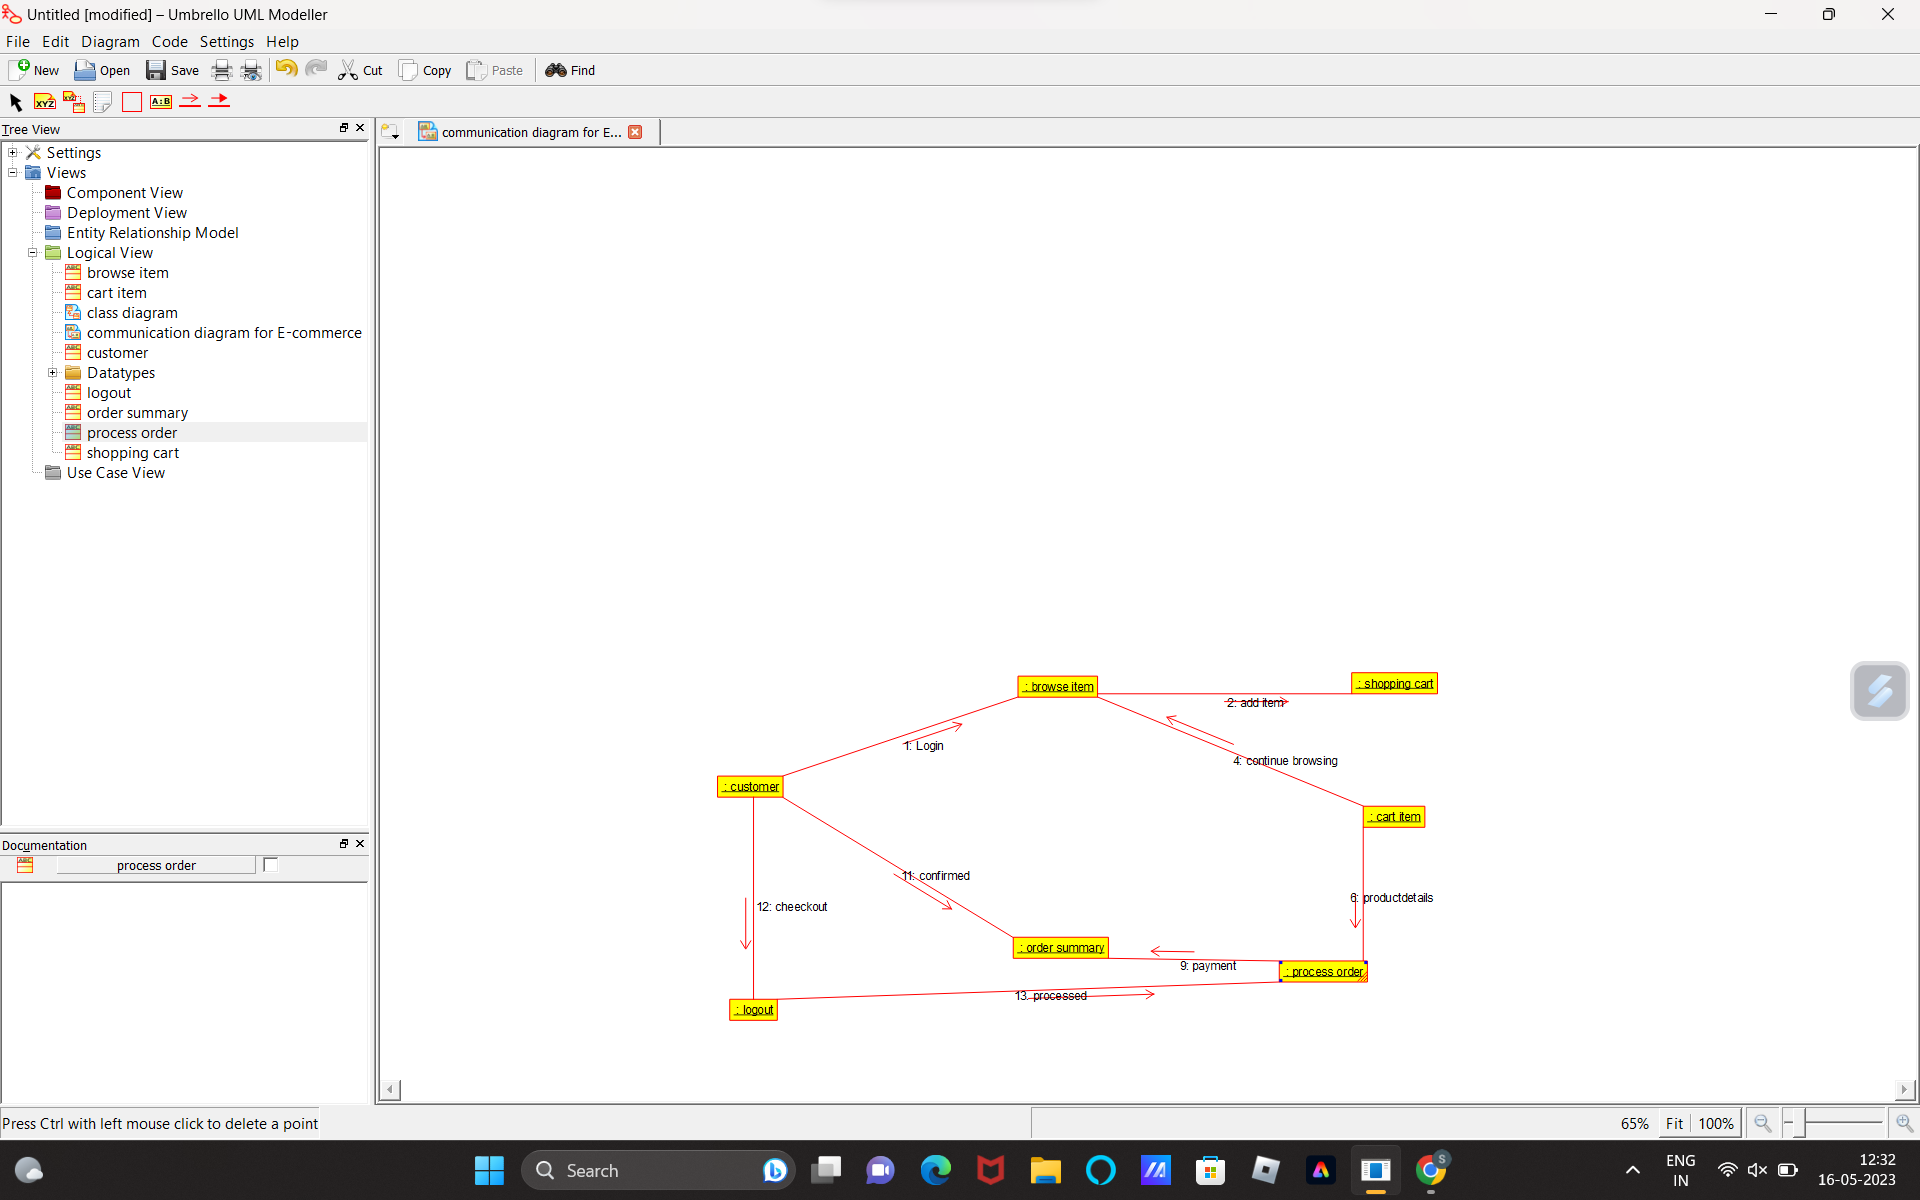 Untitled [modified] – Umbrello UML Modeller
File Edit Diagram Code Settings Help
New Open Save Cut Copy Paste Find
XYZ XYZ A:B
Tree View
communication diagram for E...
Settings
Views
Component View
Deployment View
Entity Relationship Model
Logical View
browse item
cart item
class diagram
communication diagram for E-commerce
customer
Datatypes
logout
order summary
process order
shopping cart
Use Case View
: browse item
: shopping cart
2: add item
1: Login
4: continue browsing
: customer
: cart item
11: confirmed
12: cheeckout
6: productdetails
: order summary
9: payment
: process order
13: processed
: logout
Documentation
process order
Press Ctrl with left mouse click to delete a point
65% Fit 100%
Search
ENG
IN
12:32
16-05-2023